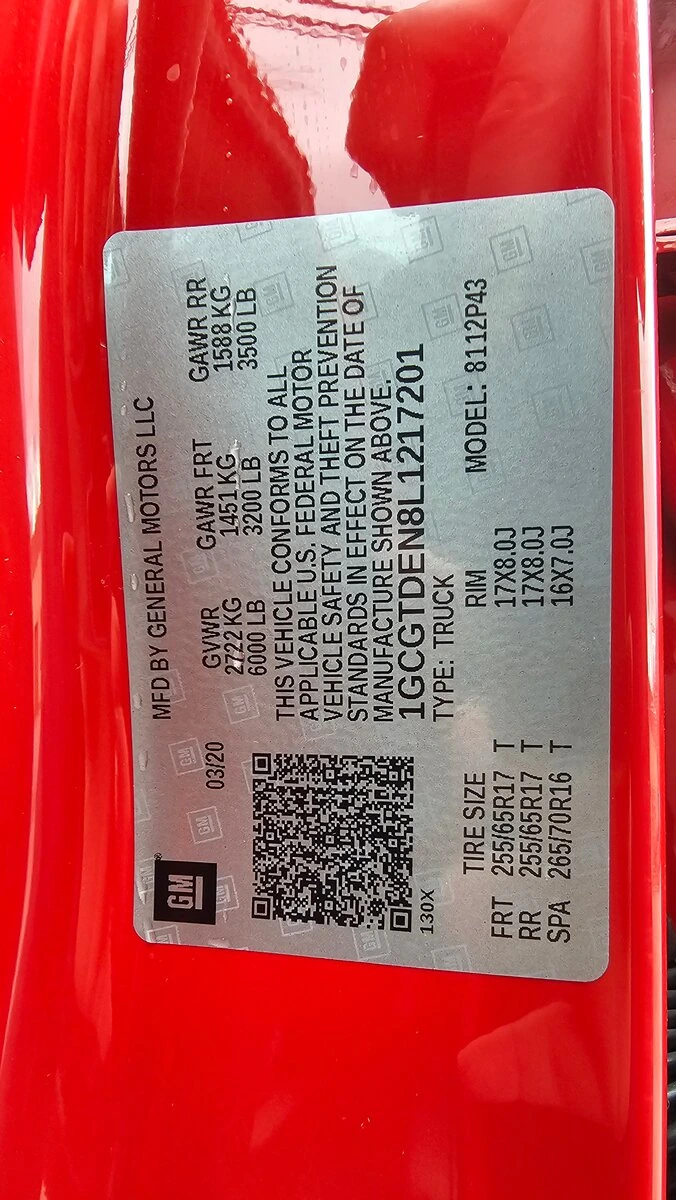 GM
MFD BY GENERAL MOTORS LLC
03/20
GVWR GAWR FRT GAWR RR
2722 KG 1451 KG 1588 KG
6000 LB 3200 LB 3500 LB
THIS VEHICLE CONFORMS TO ALL
APPLICABLE U.S. FEDERAL MOTOR
VEHICLE SAFETY AND THEFT PREVENTION
STANDARDS IN EFFECT ON THE DATE OF
MANUFACTURE SHOWN ABOVE.
1GCGTDEN8L1217201
130X
TYPE: TRUCK
MODEL: 8112P43
TIRE SIZE RIM
FRT 255/65R17 T 17X8.0J
RR 255/65R17 T 17X8.0J
SPA 265/70R16 T 16X7.0J